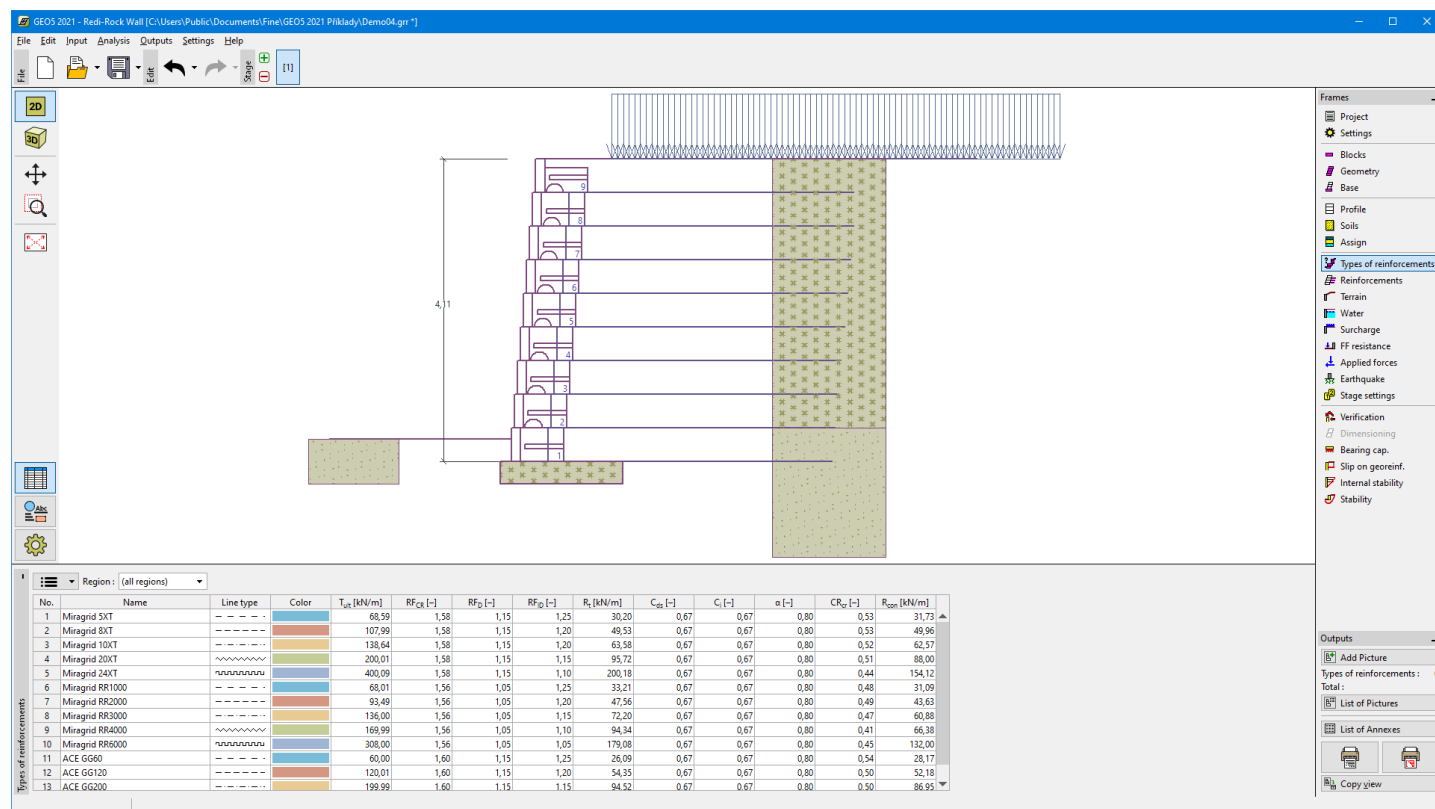 GEO5 2021 - Redi-Rock Wall [C:\Users\Public\Documents\Fine\GEO5 2021 Příklady\Demo04.grr *]
File Edit Input Analysis Outputs Settings Help
File
Edit
Stage
[1]
2D
3D
4,11
9
8
7
6
5
4
3
2
1
Abc
Frames
Project
Settings
Blocks
Geometry
Base
Profile
Soils
Assign
Types of reinforcements
Reinforcements
Terrain
Water
Surcharge
FF resistance
Applied forces
Earthquake
Stage settings
Verification
Dimensioning
Bearing cap.
Slip on georeinf.
Internal stability
Stability
Types of reinforcements
Region : (all regions)
No. Name Line type Color Tult [kN/m] RFCR [–] RFD [–] RFID [–] Rt [kN/m] Cds [–] Ci [–] α [–] CRcr [–] Rcon [kN/m]
1 Miragrid 5XT 68,59 1,58 1,15 1,25 30,20 0,67 0,67 0,80 0,53 31,73
2 Miragrid 8XT 107,99 1,58 1,15 1,20 49,53 0,67 0,67 0,80 0,53 49,96
3 Miragrid 10XT 138,64 1,58 1,15 1,20 63,58 0,67 0,67 0,80 0,52 62,57
4 Miragrid 20XT 200,01 1,58 1,15 1,15 95,72 0,67 0,67 0,80 0,51 88,00
5 Miragrid 24XT 400,09 1,58 1,15 1,10 200,18 0,67 0,67 0,80 0,44 154,12
6 Miragrid RR1000 68,01 1,56 1,05 1,25 33,21 0,67 0,67 0,80 0,48 31,09
7 Miragrid RR2000 93,49 1,56 1,05 1,20 47,56 0,67 0,67 0,80 0,49 43,63
8 Miragrid RR3000 136,00 1,56 1,05 1,15 72,20 0,67 0,67 0,80 0,47 60,88
9 Miragrid RR4000 169,99 1,56 1,05 1,10 94,34 0,67 0,67 0,80 0,41 66,38
10 Miragrid RR6000 308,00 1,56 1,05 1,05 179,08 0,67 0,67 0,80 0,45 132,00
11 ACE GG60 60,00 1,60 1,15 1,25 26,09 0,67 0,67 0,80 0,54 28,17
12 ACE GG120 120,01 1,60 1,15 1,20 54,35 0,67 0,67 0,80 0,50 52,18
13 ACE GG200 199,99 1,60 1,15 1,15 94,52 0,67 0,67 0,80 0,50 86,95
Outputs
Add Picture
Types of reinforcements :
Total :
List of Pictures
List of Annexes
Copy view